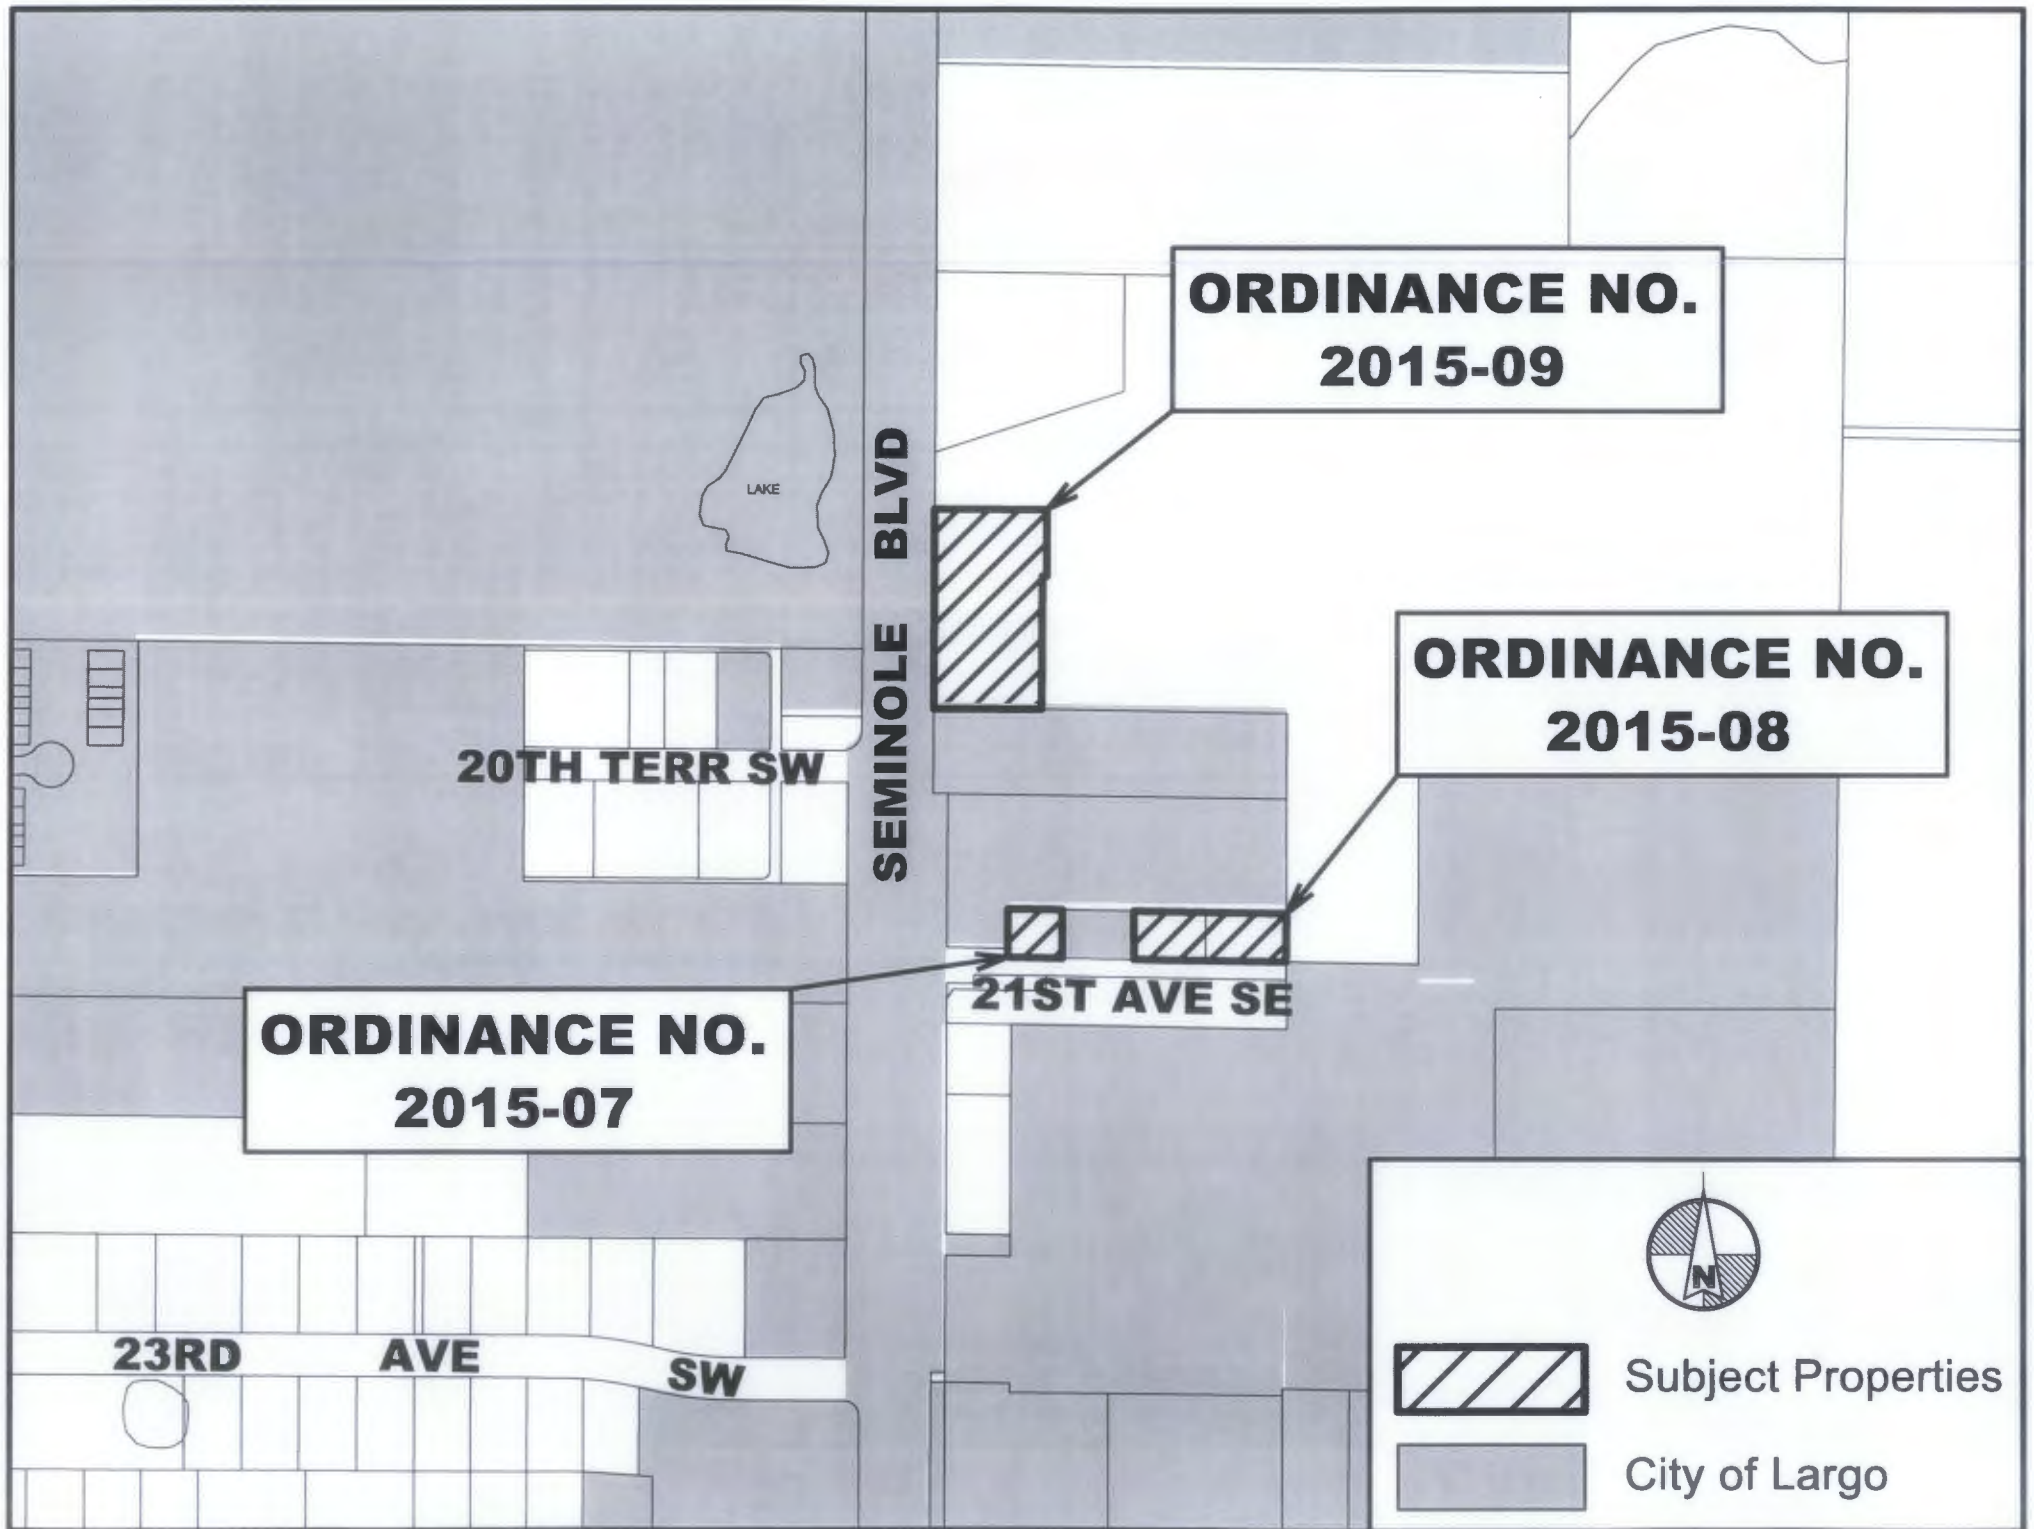 ORDINANCE NO.
2015-09
LAKE
SEMINOLE BLVD
ORDINANCE NO.
2015-08
20TH TERR SW
21ST AVE SE
ORDINANCE NO.
2015-07
23RD AVE SW
N
Subject Properties
City of Largo